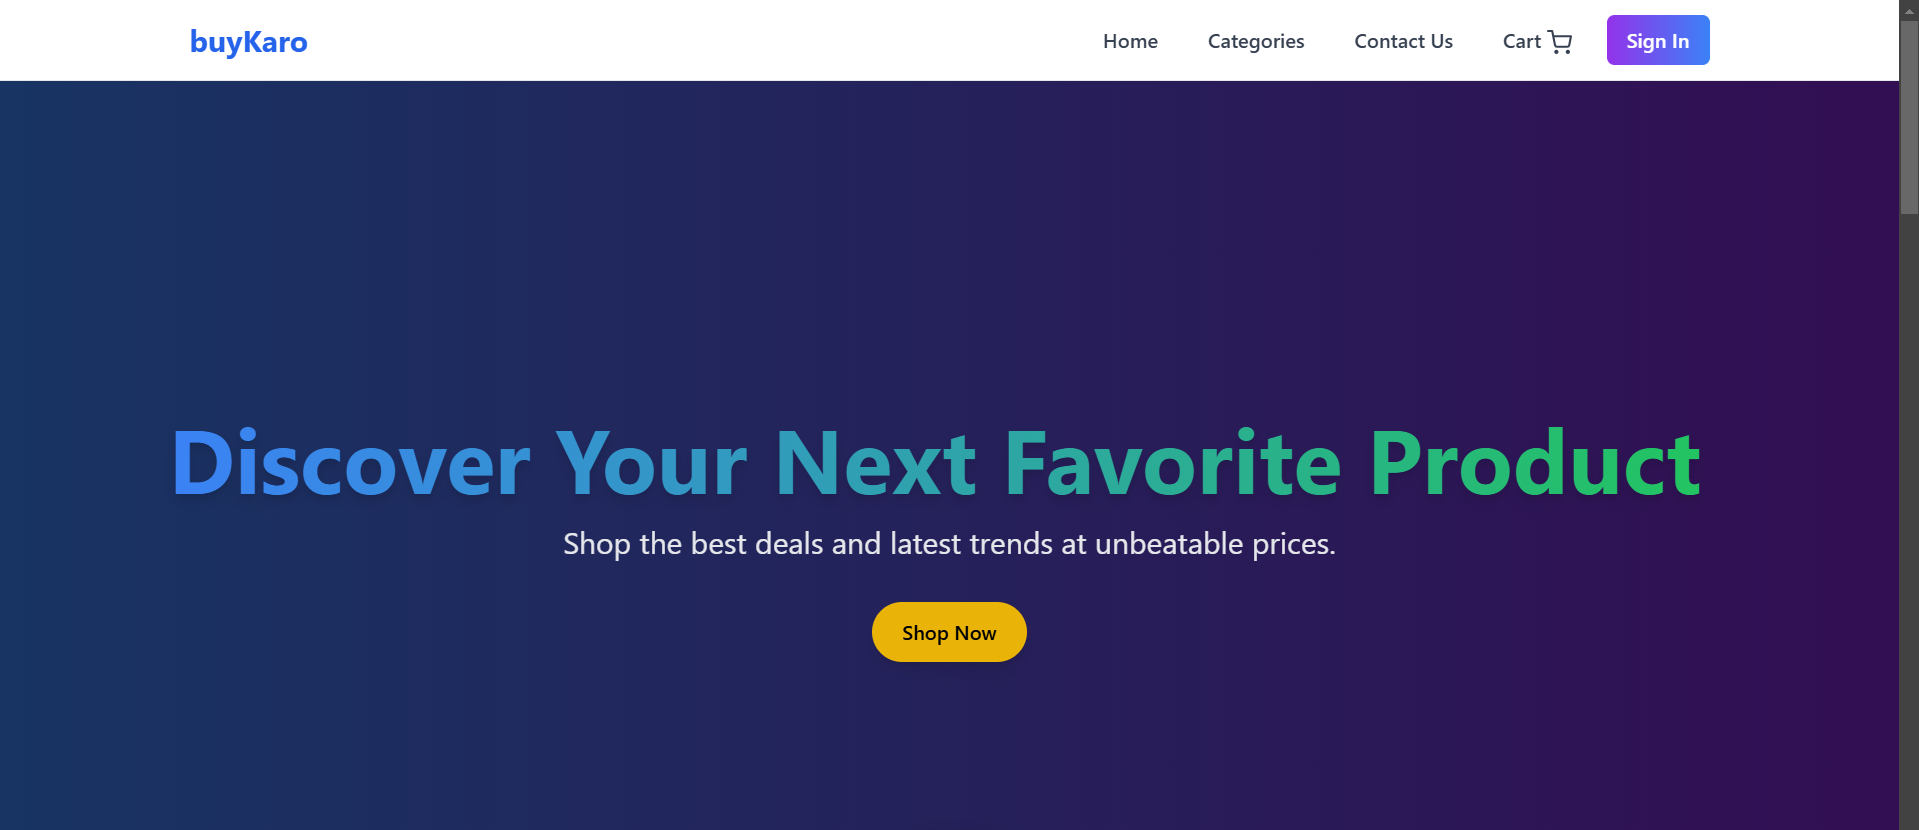 buyKaro
Home Categories Contact Us Cart Sign In
Discover Your Next Favorite Product
Shop the best deals and latest trends at unbeatable prices.
Shop Now